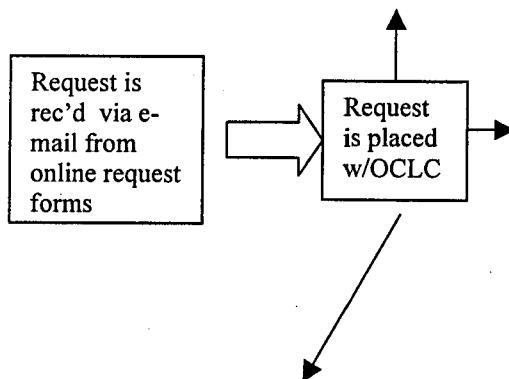 Request is
rec'd via e-
mail from
online request
forms
Request
is placed
w/OCLC